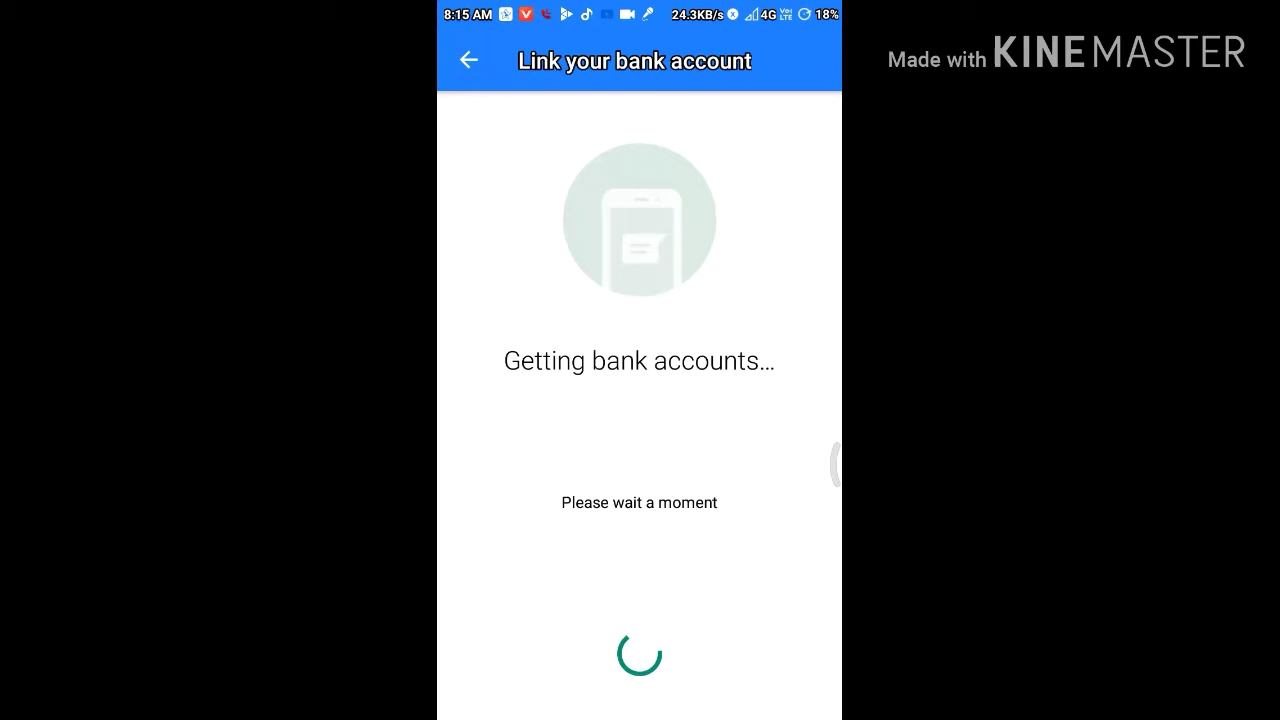 8:15 AM 24.3KB/s 4G VoLTE 18%
Link your bank account
Made with KINEMASTER
Getting bank accounts...
Please wait a moment